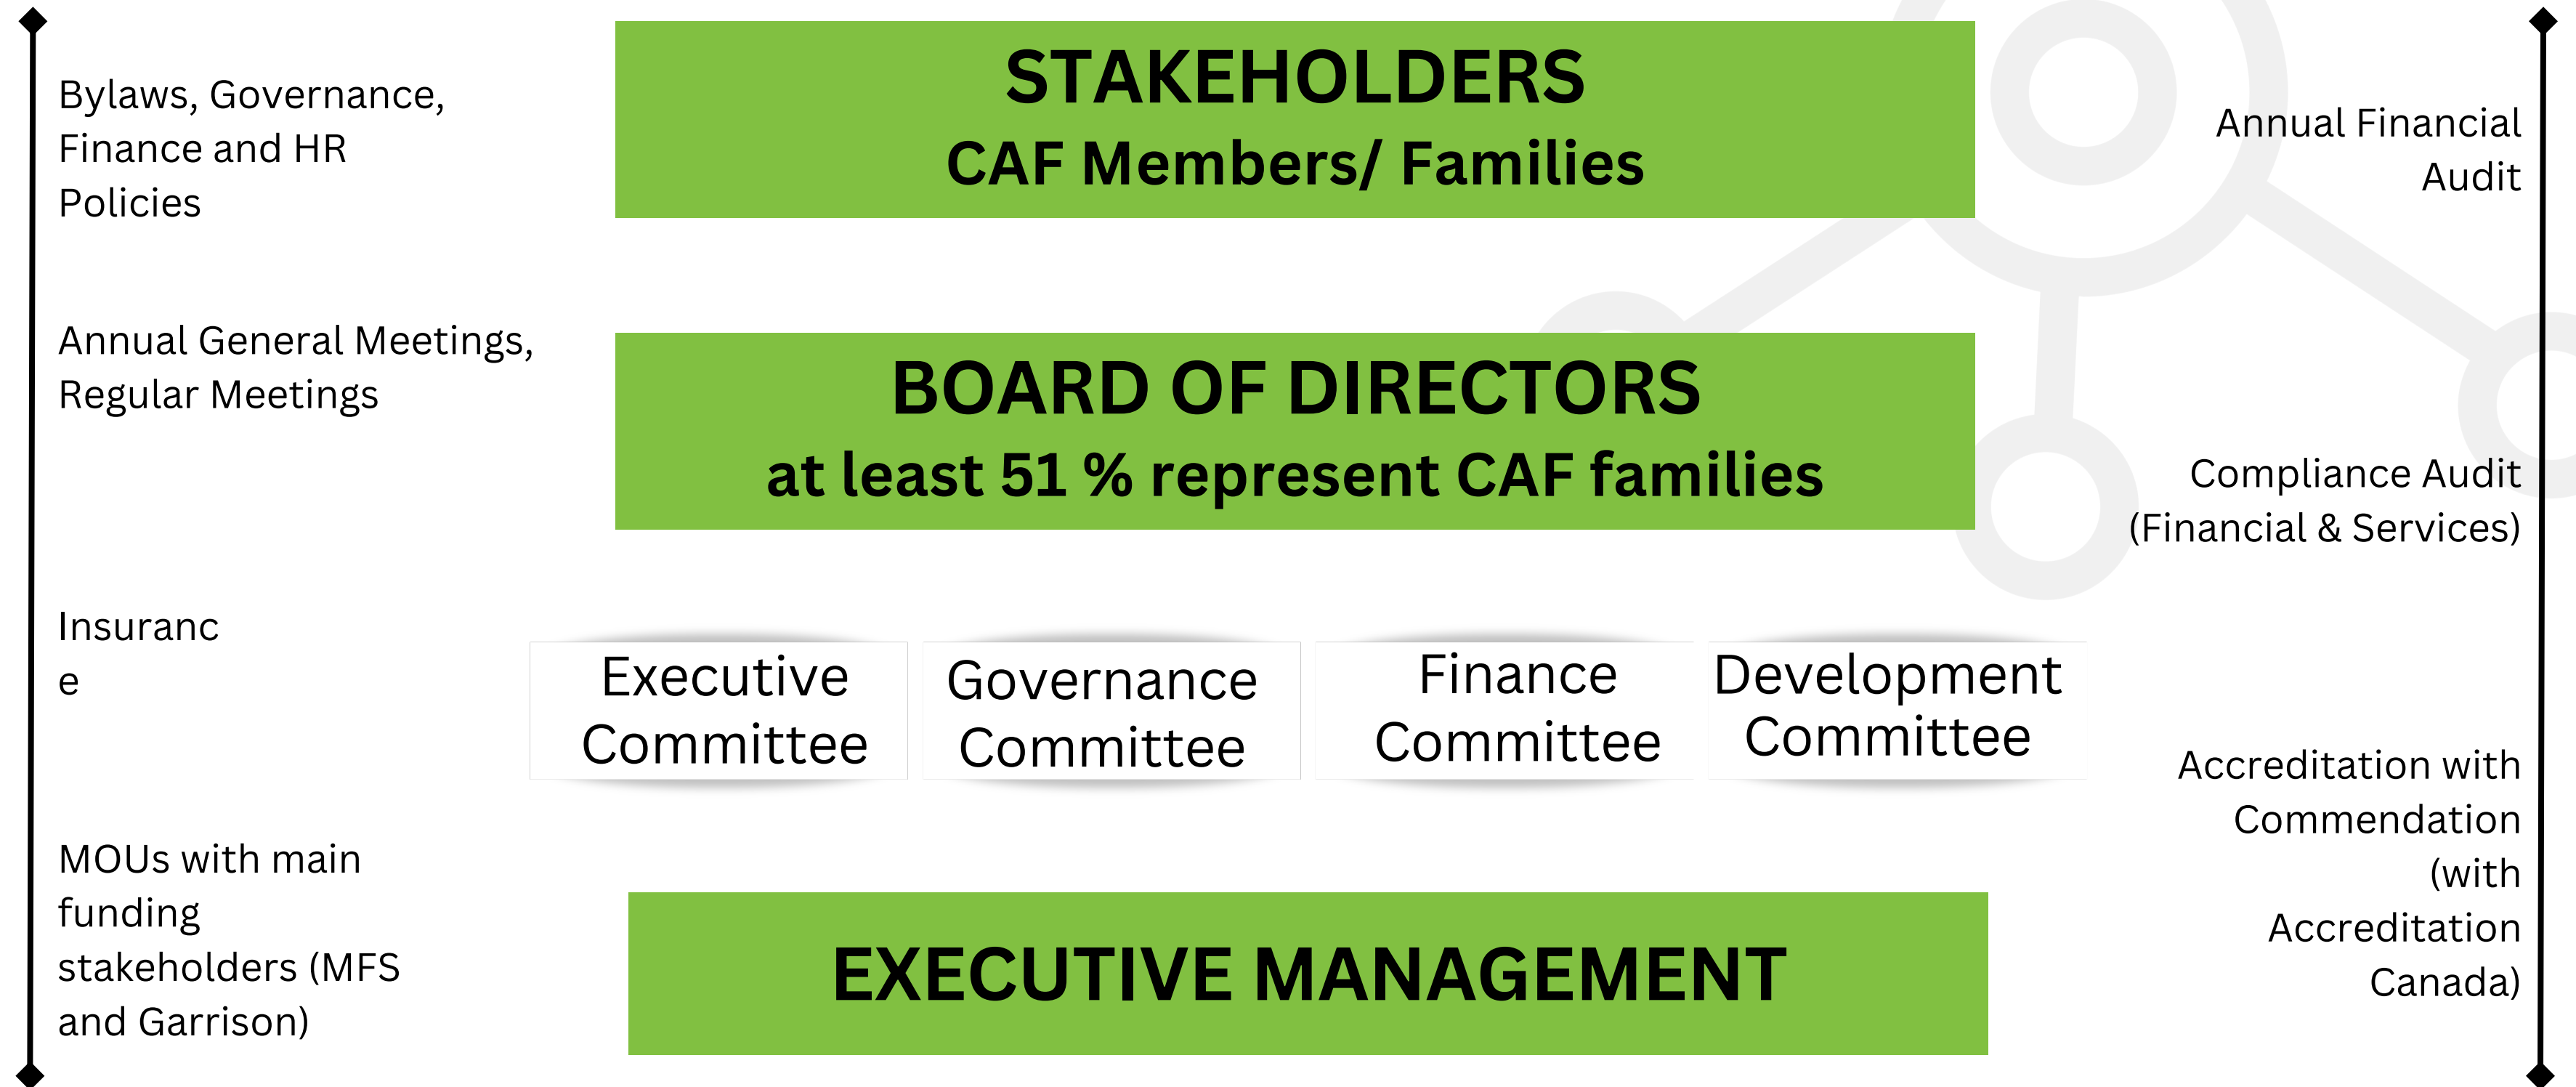 Bylaws, Governance,
Finance and HR
Policies
Annual General Meetings,
Regular Meetings
Insuranc
e
MOUs with main
funding
stakeholders (MFS
and Garrison)
STAKEHOLDERS
CAF Members/ Families
BOARD OF DIRECTORS
at least 51 % represent CAF families
Executive
Committee
Governance
Committee
Finance
Committee
Development
Committee
EXECUTIVE MANAGEMENT
Annual Financial
Audit
Compliance Audit
(Financial & Services)
Accreditation with
Commendation
(with
Accreditation
Canada)